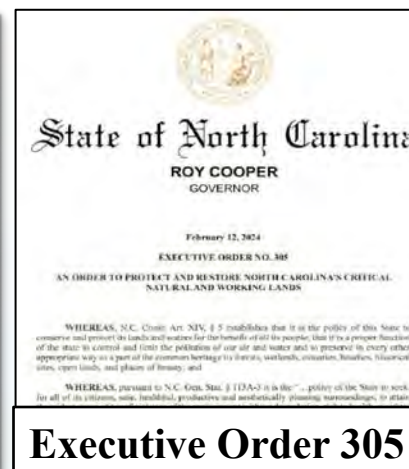 State of North Carolina
ROY COOPER
GOVERNOR
February 12, 2024
EXECUTIVE ORDER NO. 305
AN ORDER TO PROTECT AND RESTORE NORTH CAROLINA'S CRITICAL
NATURAL AND WORKING LANDS
WHEREAS, N.C. Const. Art. XIV, § 5 establishes that it is the policy of this State to
conserve and protect its lands and waters for the benefit of all its people, that it is a proper function
of the state to control and limit the pollution of our air and water and to preserve in every other
appropriate way as a part of the common heritage its forests, wetlands, estuaries, beaches, historical
sites, open lands, and places of beauty; and
WHEREAS, pursuant to N.C. Gen. Stat. § 113A-3 it is the "...policy of the State to seek,
for all of its citizens, safe, healthful, productive and aesthetically pleasing surroundings; to attain
Executive Order 305